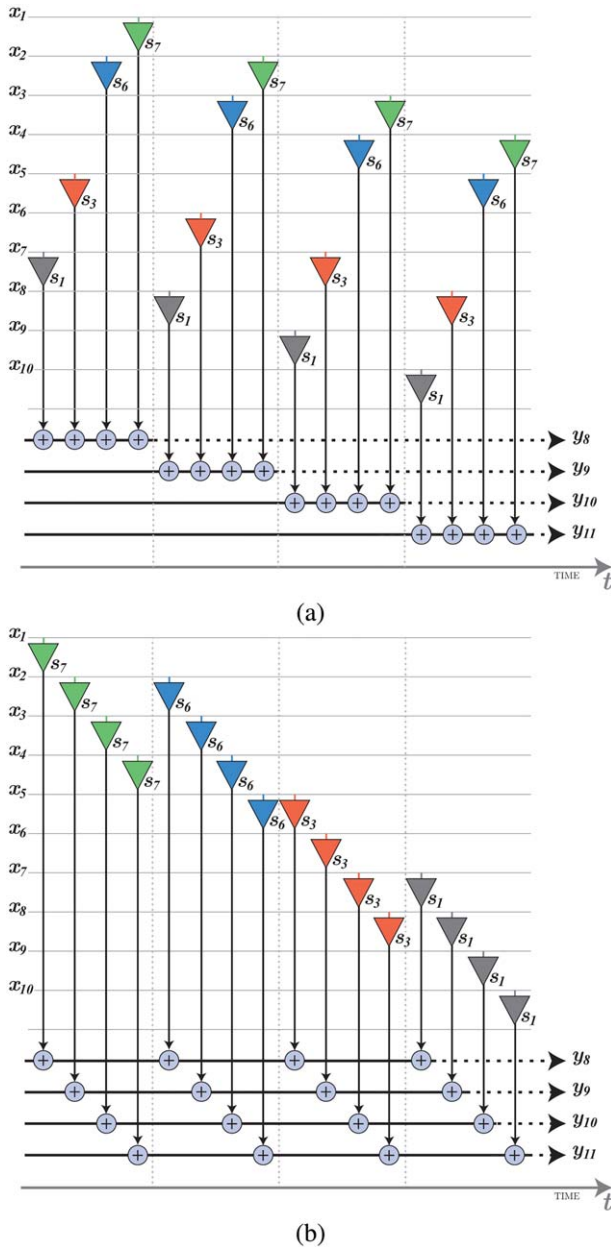 x₁
s₇
x₂
s₆ s₇
x₃
s₆ s₇
x₄
s₆ s₇
x₅
s₃ s₆
x₆
s₃
x₇
s₁ s₃
x₈
s₁ s₃
x₉
s₁
x₁₀
s₁
y₈
y₉
y₁₀
y₁₁
TIME t
(a)
x₁
s₇
x₂
s₇ s₆
x₃
s₇ s₆
x₄
s₇ s₆
x₅
s₆ s₃
x₆
s₃
x₇
s₃ s₁
x₈
s₃ s₁
x₉
s₁
x₁₀
s₁
y₈
y₉
y₁₀
y₁₁
TIME t
(b)